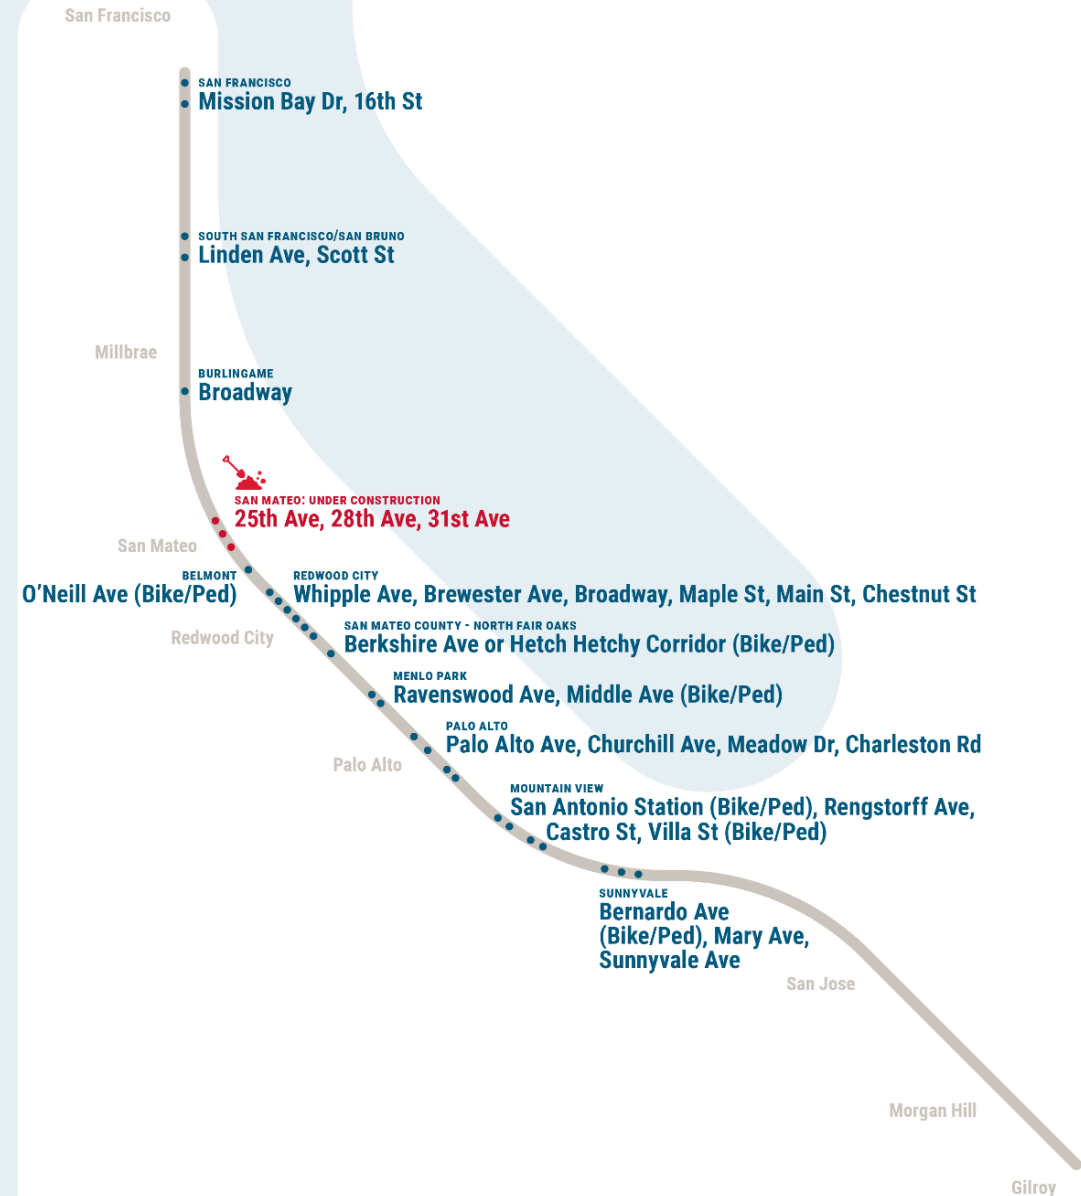 San Francisco
SAN FRANCISCO
Mission Bay Dr, 16th St
SOUTH SAN FRANCISCO/SAN BRUNO
Linden Ave, Scott St
Millbrae
BURLINGAME
Broadway
SAN MATEO: UNDER CONSTRUCTION
25th Ave, 28th Ave, 31st Ave
San Mateo
BELMONT
O'Neill Ave (Bike/Ped)
REDWOOD CITY
Whipple Ave, Brewester Ave, Broadway, Maple St, Main St, Chestnut St
SAN MATEO COUNTY - NORTH FAIR OAKS
Redwood City
Berkshire Ave or Hetch Hetchy Corridor (Bike/Ped)
MENLO PARK
Ravenswood Ave, Middle Ave (Bike/Ped)
PALO ALTO
Palo Alto Ave, Churchill Ave, Meadow Dr, Charleston Rd
Palo Alto
MOUNTAIN VIEW
San Antonio Station (Bike/Ped), Rengstorff Ave,
Castro St, Villa St (Bike/Ped)
SUNNYVALE
Bernardo Ave
(Bike/Ped), Mary Ave,
Sunnyvale Ave
San Jose
Morgan Hill
Gilroy